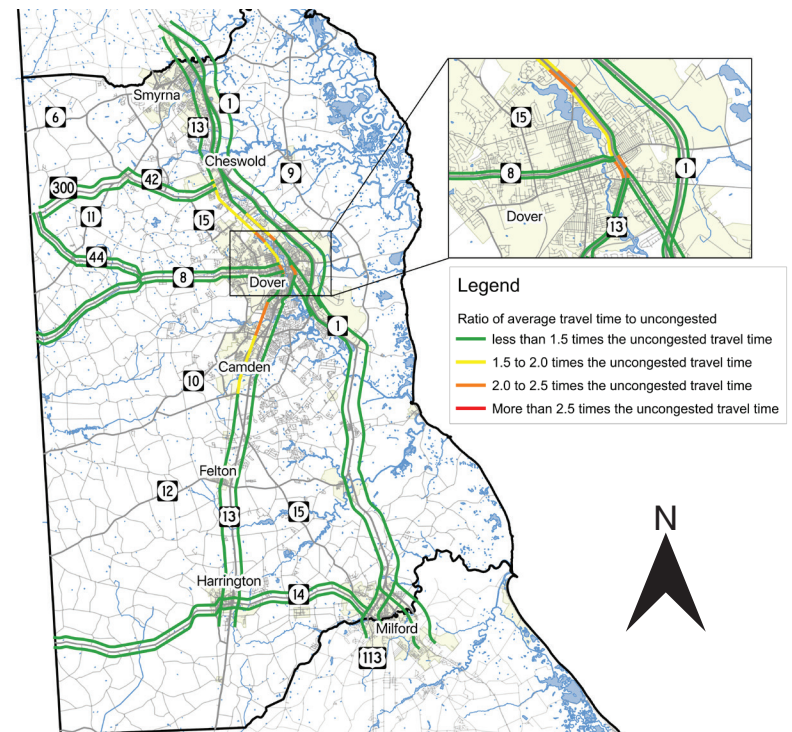 Smyrna
1
6
13
Cheswold
9
42
300
11
15
44
8
Dover
1
Camden
10
Felton
12
13
15
Harrington
14
Milford
113
15
8
1
Dover
13
Legend
Ratio of average travel time to uncongested
less than 1.5 times the uncongested travel time
1.5 to 2.0 times the uncongested travel time
2.0 to 2.5 times the uncongested travel time
More than 2.5 times the uncongested travel time
N